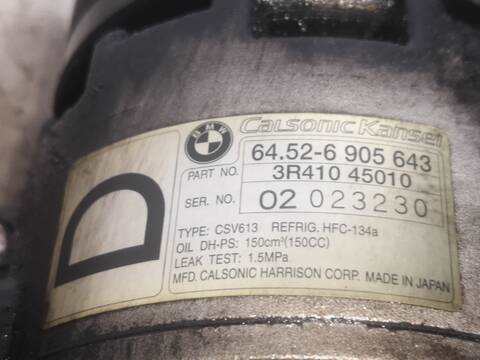 BMW
Calsonic Kansei
64.52-6 905 643
PART NO. 3R410 45010
SER. NO. 02 023230
D
TYPE: CSV613 REFRIG. HFC-134a
OIL DH-PS: 150cm³(150CC)
LEAK TEST: 1.5MPa
MFD. CALSONIC HARRISON CORP. MADE IN JAPAN